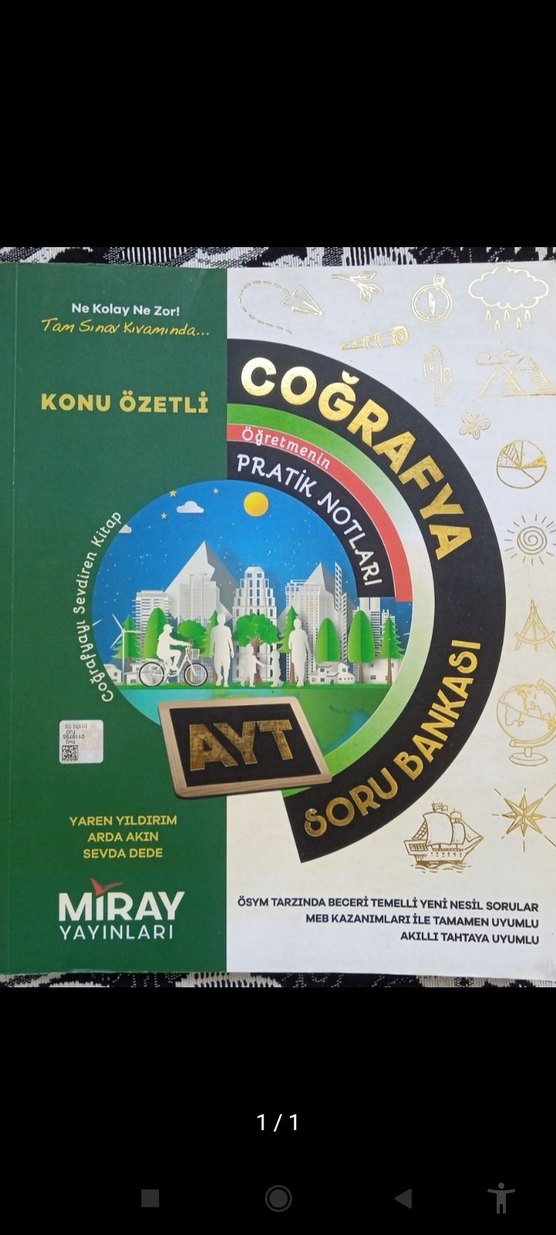 Ne Kolay Ne Zor!
Tam Sınav Kıvamında...
KONU ÖZETLİ
COĞRAFYA
Öğretmenin
PRATİK NOTLARI
Coğrafyayı Sevdiren Kitap
AYT
SORU BANKASI
YAREN YILDIRIM
ARDA AKIN
SEVDA DEDE
MİRAY
YAYINLARI
ÖSYM TARZINDA BECERİ TEMELLİ YENİ NESİL SORULAR
MEB KAZANIMLARI İLE TAMAMEN UYUMLU
AKILLI TAHTAYA UYUMLU
1 / 1